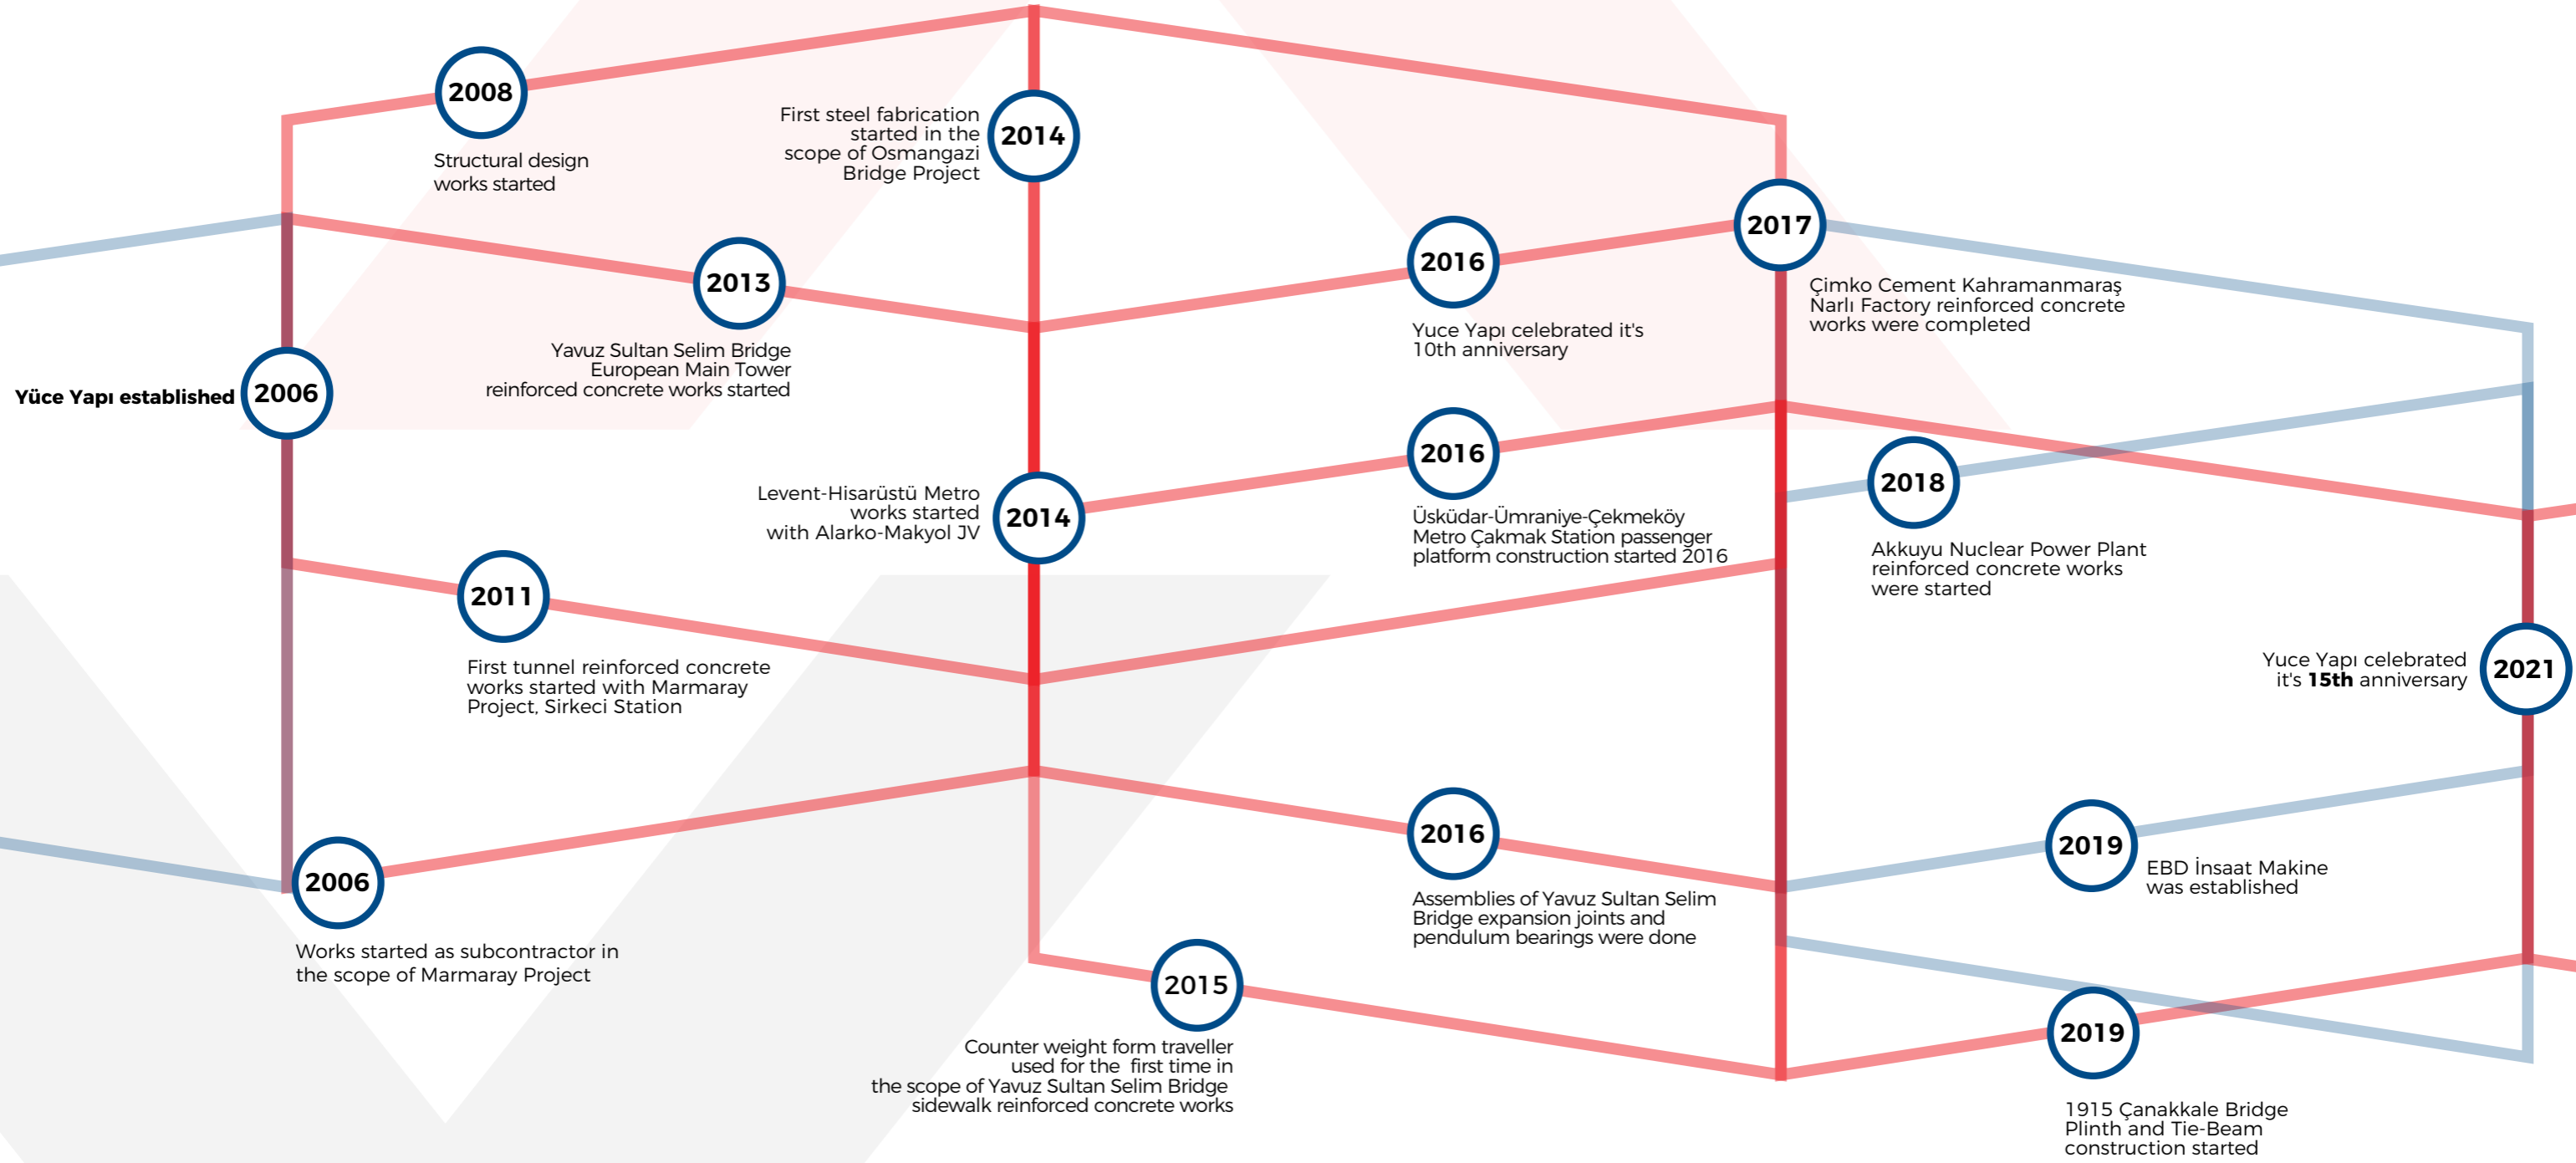 2008
Structural design
works started
First steel fabrication
started in the
scope of Osmangazi
Bridge Project
2014
2013
Yavuz Sultan Selim Bridge
European Main Tower
reinforced concrete works started
2016
Yuce Yapı celebrated it's
10th anniversary
2017
Çimko Cement Kahramanmaraş
Narlı Factory reinforced concrete
works were completed
Yüce Yapı established
2006
Levent-Hisarüstü Metro
works started
with Alarko-Makyol JV
2014
2016
Üsküdar-Ümraniye-Çekmeköy
Metro Çakmak Station passenger
platform construction started 2016
2018
Akkuyu Nuclear Power Plant
reinforced concrete works
were started
2011
First tunnel reinforced concrete
works started with Marmaray
Project, Sirkeci Station
Yuce Yapı celebrated
it's 15th anniversary
2021
2006
Works started as subcontractor in
the scope of Marmaray Project
2016
Assemblies of Yavuz Sultan Selim
Bridge expansion joints and
pendulum bearings were done
2019
EBD İnsaat Makine
was established
2015
Counter weight form traveller
used for the first time in
the scope of Yavuz Sultan Selim Bridge
sidewalk reinforced concrete works
2019
1915 Çanakkale Bridge
Plinth and Tie-Beam
construction started